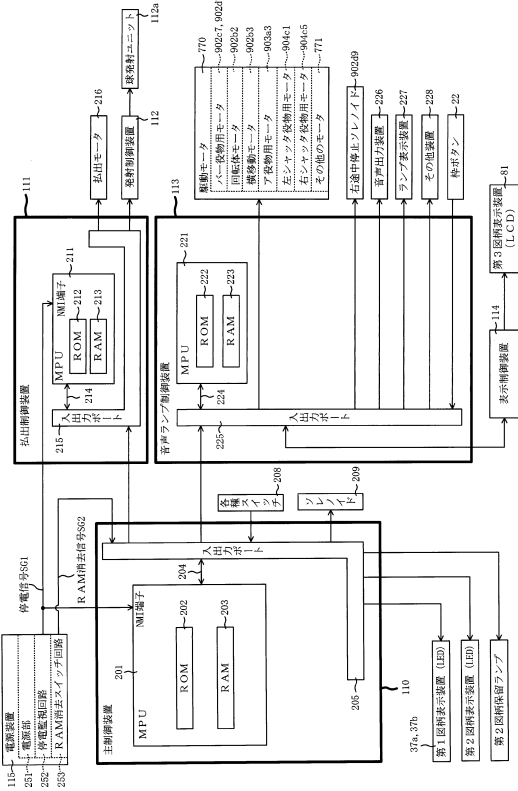 電源装置
電源部
停電監視回路
RAM消去スイッチ回路
115
251
252
253
停電信号SG1
RAM消去信号SG2
主制御装置
110
MPU
201
NMI端子
ROM
202
RAM
203
204
入出力ポート
205
各種スイッチ
208
ソレノイド
209
第1図柄表示装置(LED)
37a, 37b
第2図柄表示装置(LED)
第2図柄保留ランプ
払出制御装置
111
MPU
211
NMI端子
ROM
212
RAM
213
214
入出力ポート
215
払出モータ
216
発射制御装置
112
球発射ユニット
112a
音声ランプ制御装置
113
MPU
221
ROM
222
RAM
223
224
入出力ポート
225
駆動モータ
770
バー役物用モータ
902c7, 902d
回転体モータ
902b2
横移動モータ
902b3
ア役物用モータ
903a3
左シャッタ役物用モータ
904c1
右シャッタ役物用モータ
904c5
その他のモータ
771
右途中停止ソレノイド
902d9
音声出力装置
226
ランプ表示装置
227
その他装置
228
枠ボタン
22
表示制御装置
114
第3図柄表示装置
(LCD)
81